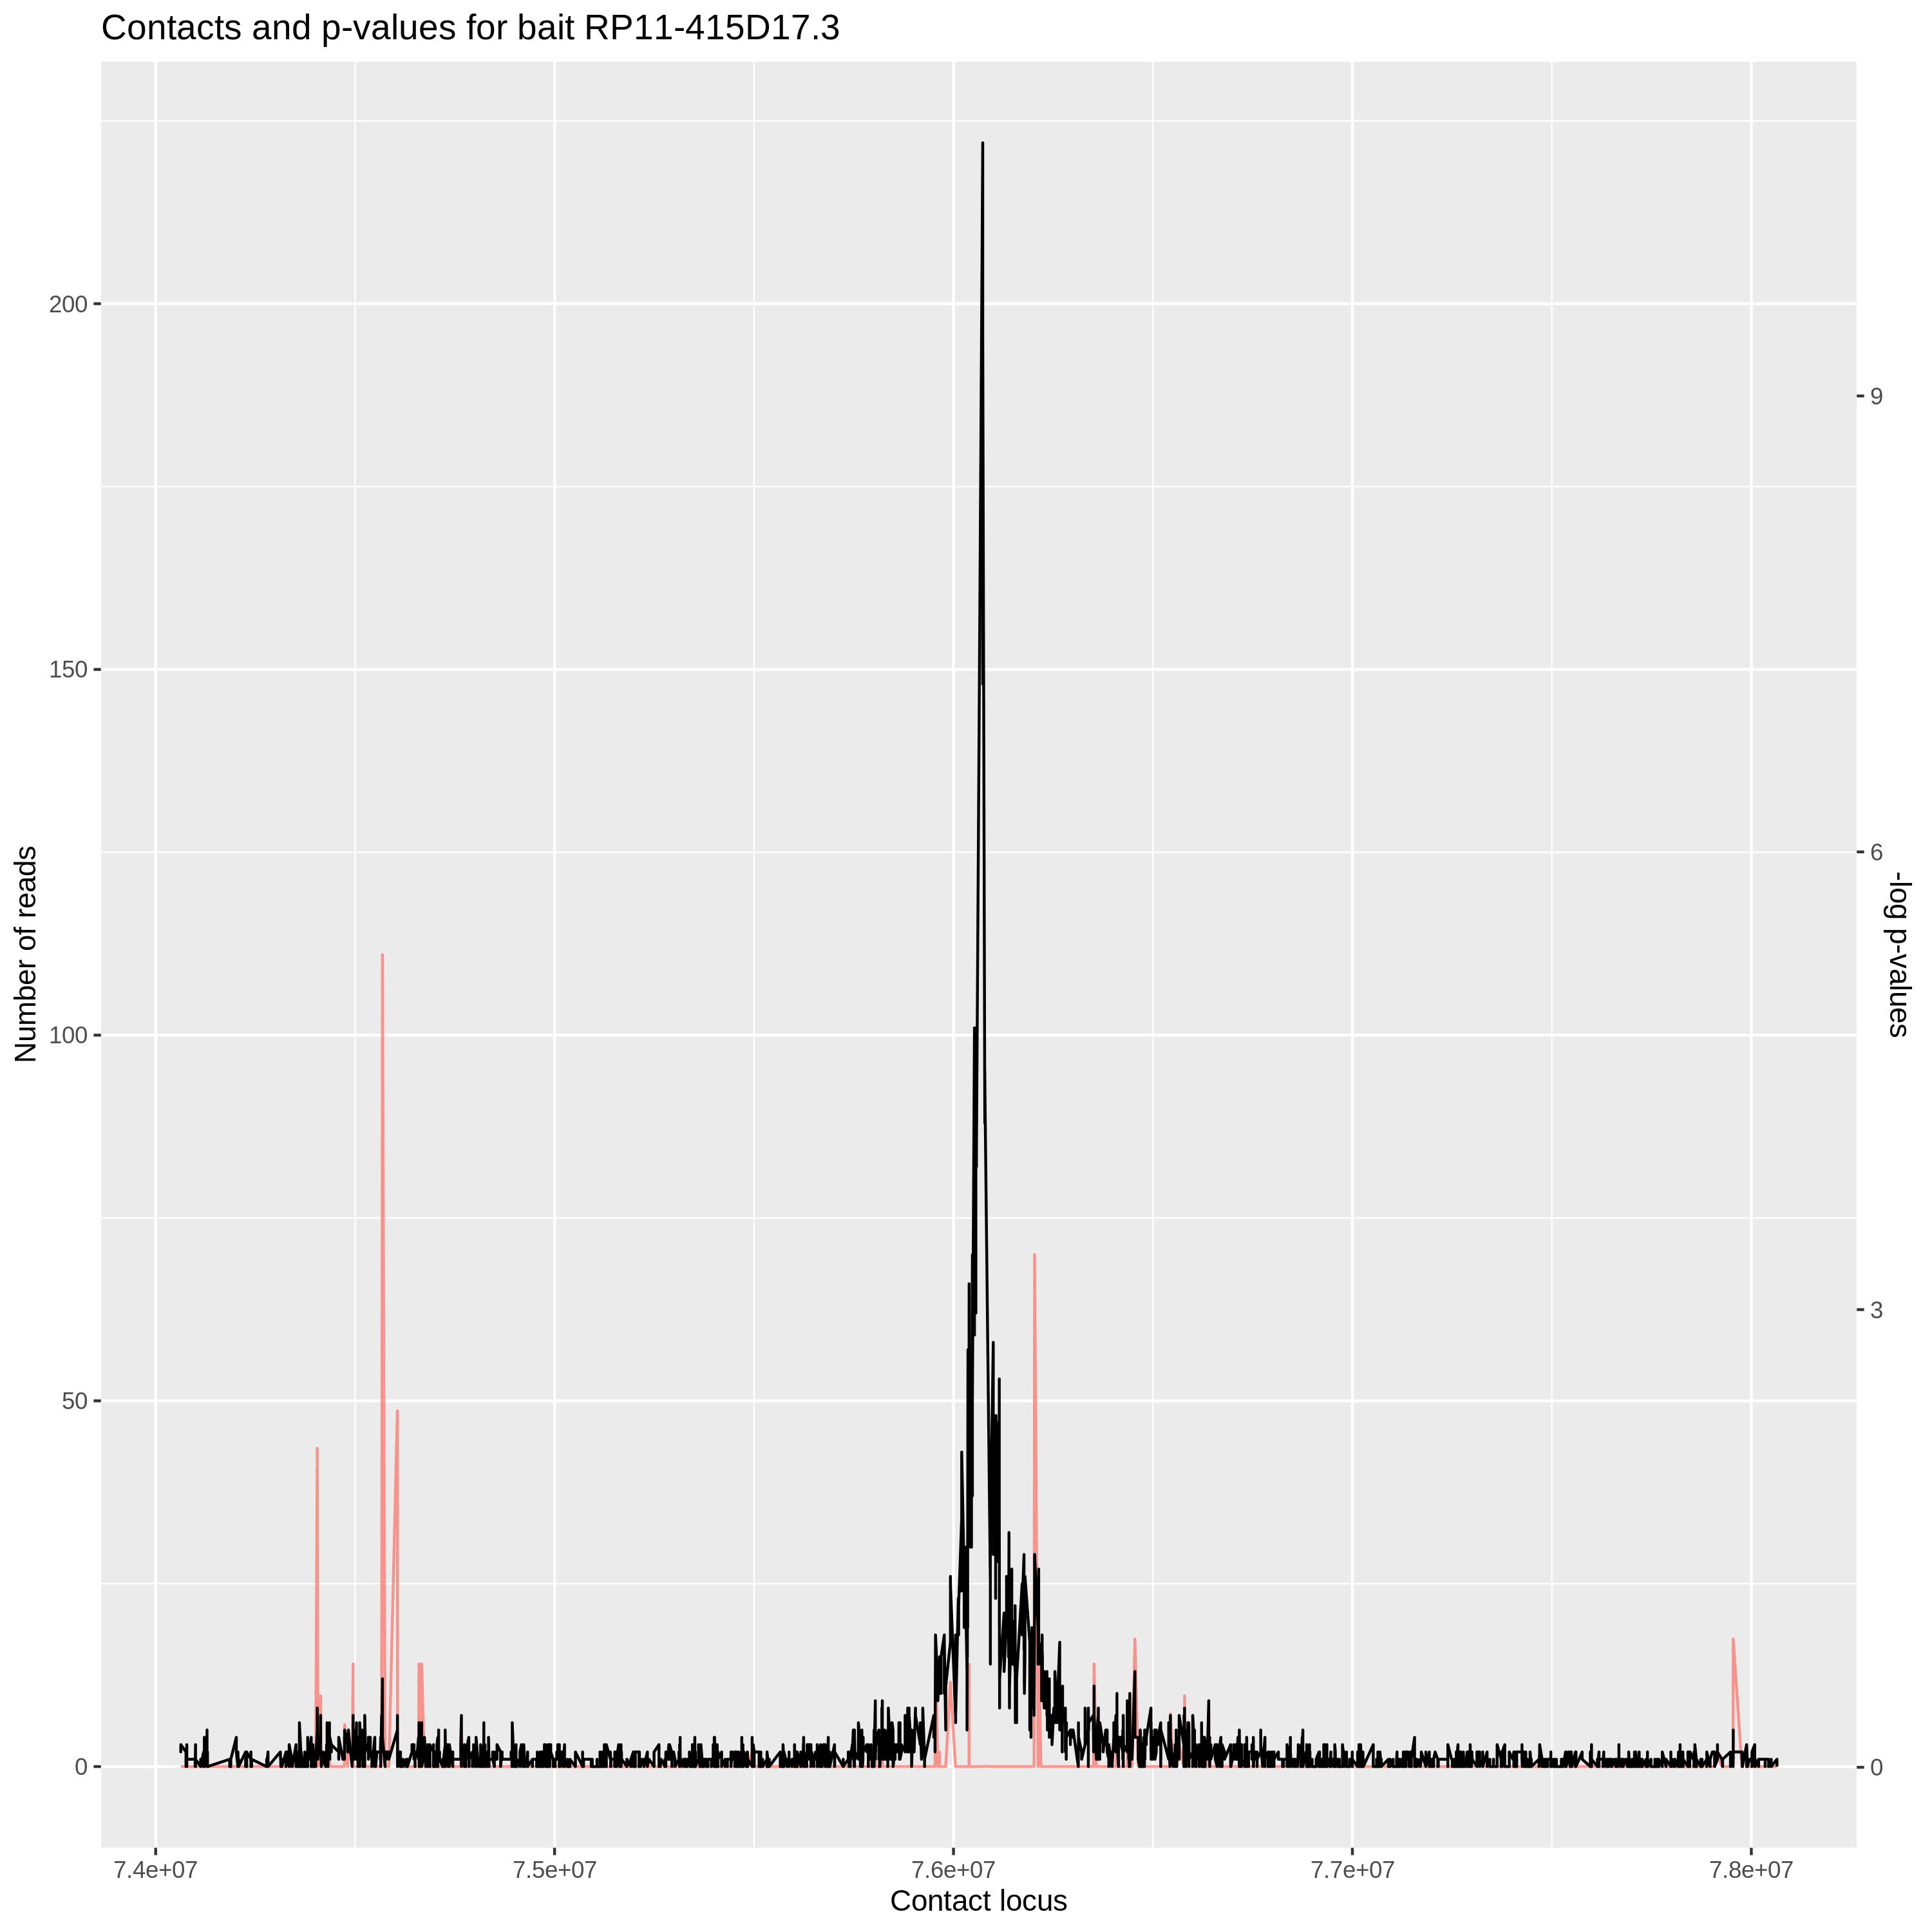 Contacts and p-values for bait RP11-415D17.3
200
150
100
50
0
Number of reads
9
6
3
0
-log p-values
7.4e+07
7.5e+07
7.6e+07
7.7e+07
7.8e+07
Contact locus